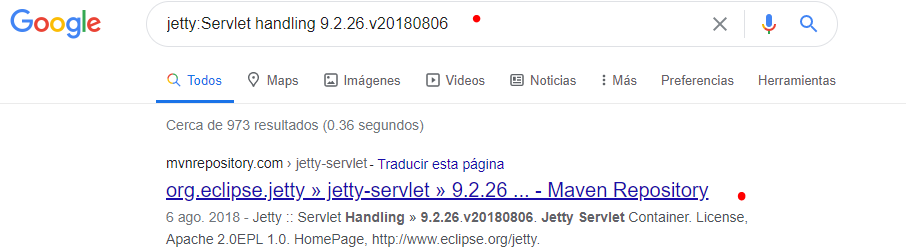 Google
jetty:Servlet handling 9.2.26.v20180806
Todos Maps Imágenes Videos Noticias Más Preferencias Herramientas
Cerca de 973 resultados (0.36 segundos)
mvnrepository.com › jetty-servlet - Traducir esta página
org.eclipse.jetty » jetty-servlet » 9.2.26 ... - Maven Repository
6 ago. 2018 - Jetty :: Servlet Handling » 9.2.26.v20180806. Jetty Servlet Container. License,
Apache 2.0EPL 1.0. HomePage, http://www.eclipse.org/jetty.